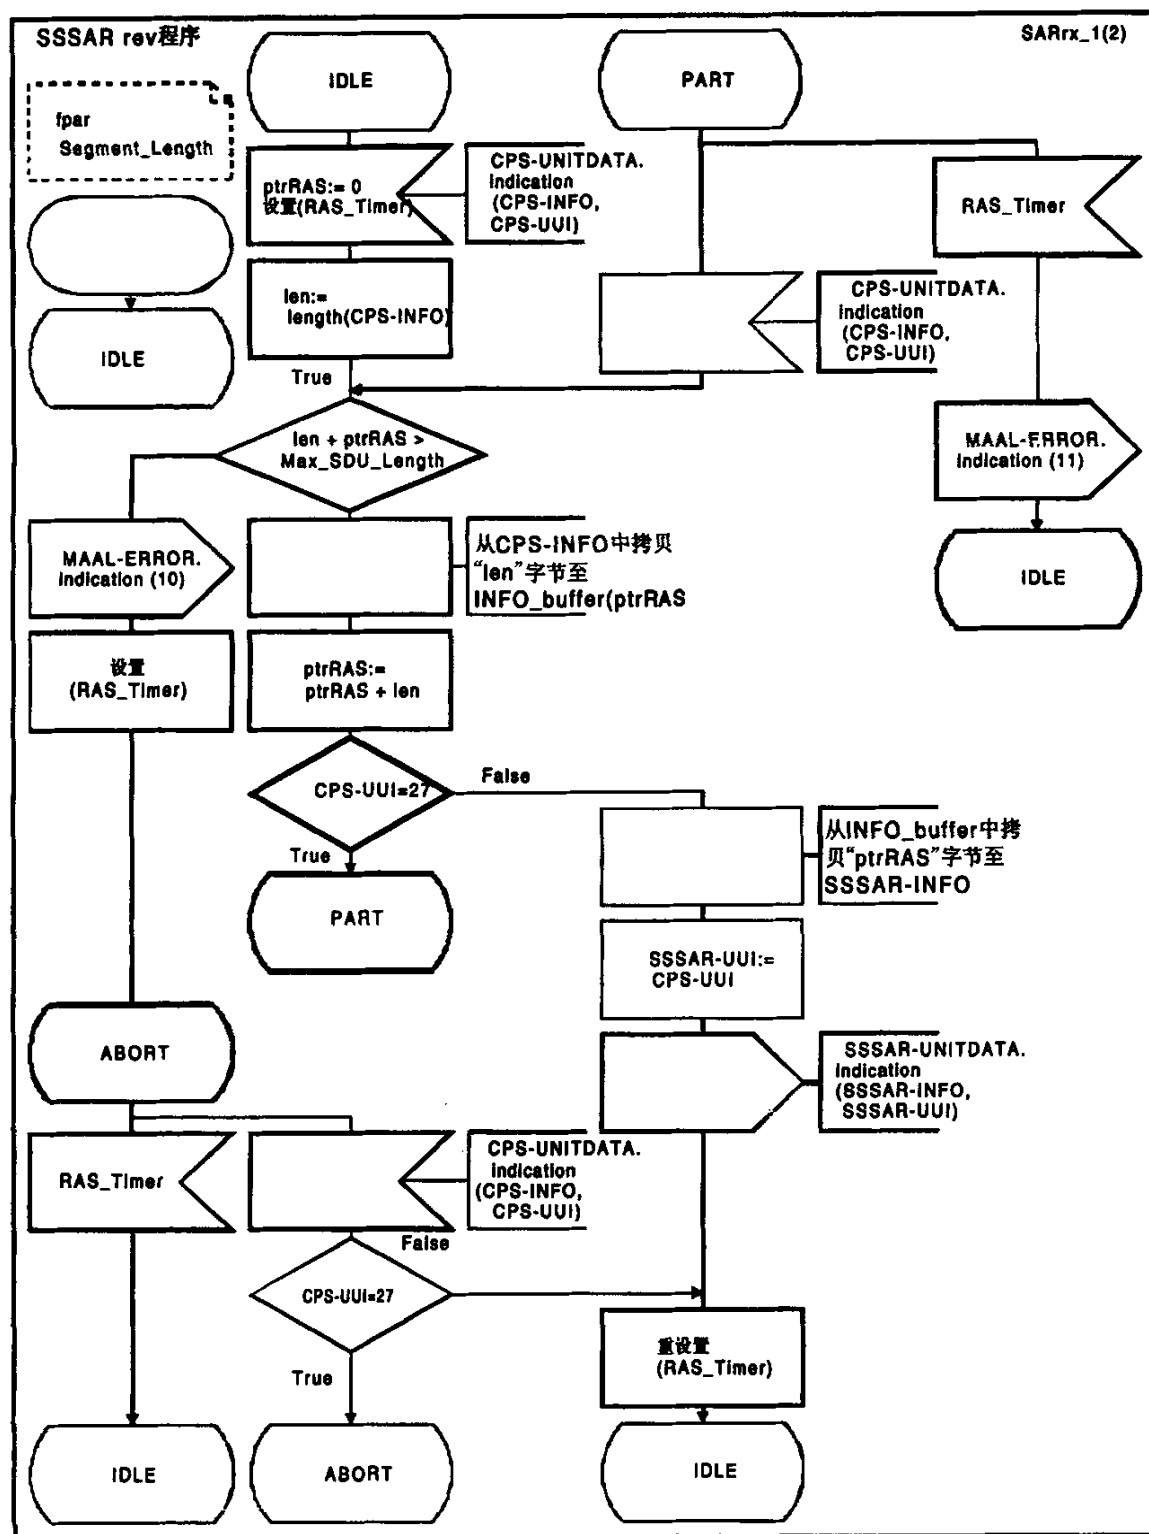 SSSAR rev程序
SARrx_1(2)
fpar
Segment_Length
IDLE
IDLE
ptrRAS:= 0
设置(RAS_Timer)
CPS-UNITDATA.
indication
(CPS-INFO,
CPS-UUI)
len:=
length(CPS-INFO)
True
PART
RAS_Timer
CPS-UNITDATA.
indication
(CPS-INFO,
CPS-UUI)
MAAL-ERROR.
indication (11)
IDLE
len + ptrRAS >
Max_SDU_Length
MAAL-ERROR.
indication (10)
设置
(RAS_Timer)
从CPS-INFO中拷贝
“len”字节至
INFO_buffer(ptrRAS
ptrRAS:=
ptrRAS + len
CPS-UUI=27
False
True
PART
从INFO_buffer中拷
贝“ptrRAS”字节至
SSSAR-INFO
SSSAR-UUI:=
CPS-UUI
SSSAR-UNITDATA.
indication
(SSSAR-INFO,
SSSAR-UUI)
ABORT
RAS_Timer
CPS-UNITDATA.
indication
(CPS-INFO,
CPS-UUI)
False
CPS-UUI=27
True
重设置
(RAS_Timer)
IDLE
ABORT
IDLE